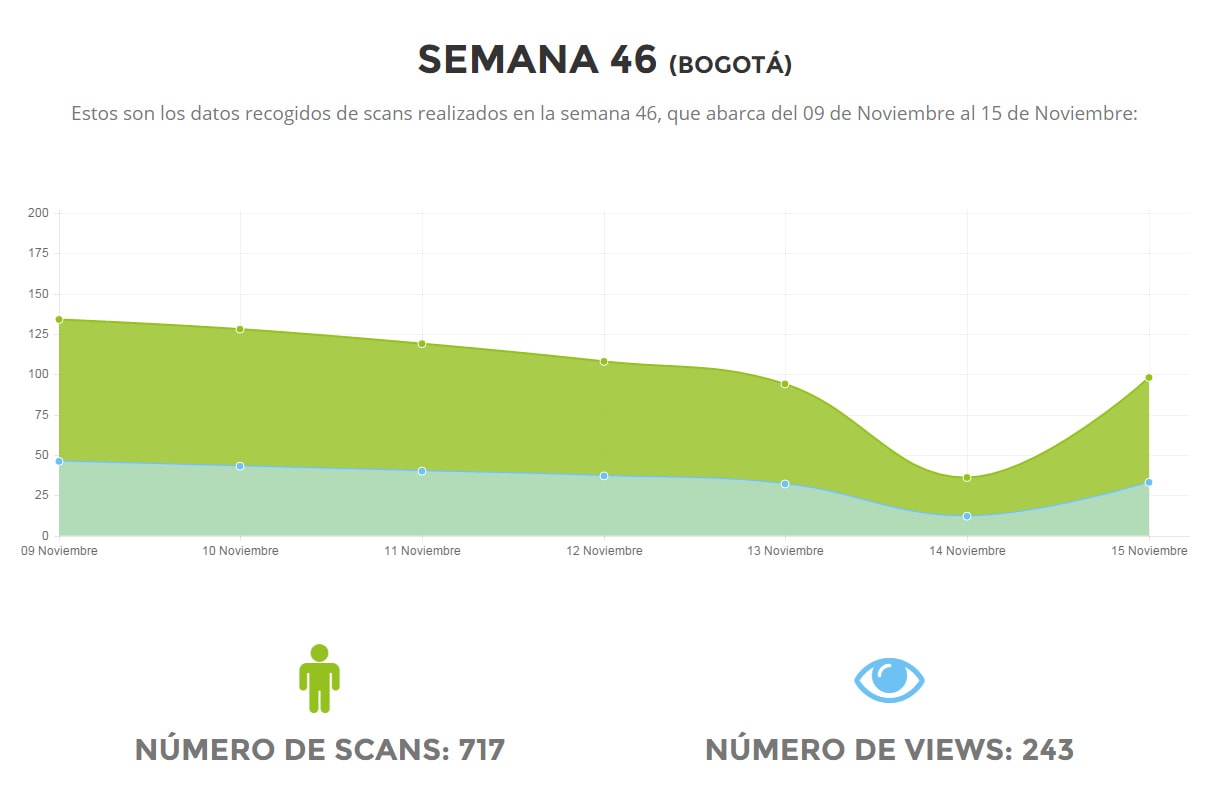 SEMANA 46 (BOGOTÁ)
Estos son los datos recogidos de scans realizados en la semana 46, que abarca del 09 de Noviembre al 15 de Noviembre:
200
175
150
125
100
75
50
25
0
09 Noviembre 10 Noviembre 11 Noviembre 12 Noviembre 13 Noviembre 14 Noviembre 15 Noviembre
NÚMERO DE SCANS: 717 NÚMERO DE VIEWS: 243